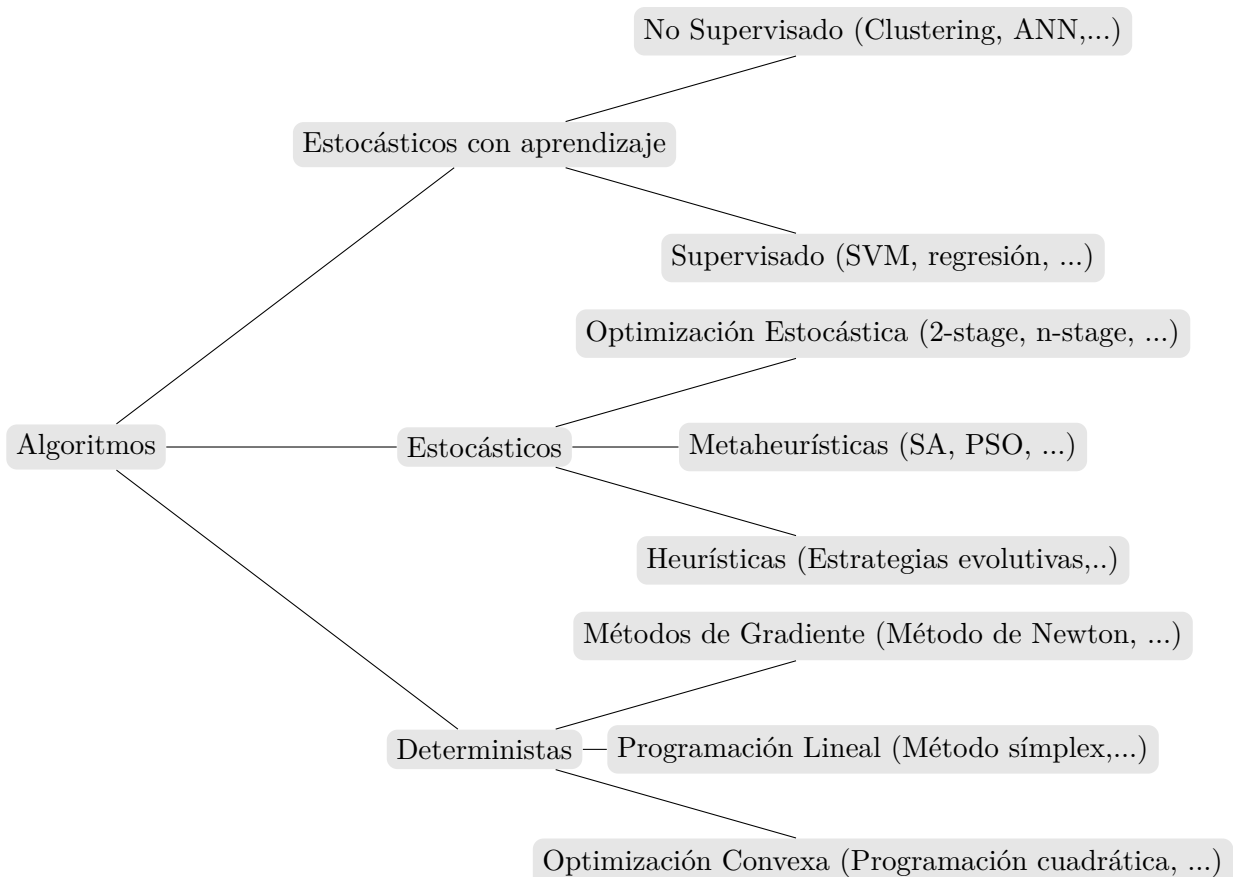 No Supervisado (Clustering, ANN,...)
Estocásticos con aprendizaje
Supervisado (SVM, regresión, ...)
Optimización Estocástica (2-stage, n-stage, ...)
Algoritmos
Estocásticos
Metaheurísticas (SA, PSO, ...)
Heurísticas (Estrategias evolutivas,..)
Métodos de Gradiente (Método de Newton, ...)
Deterministas
Programación Lineal (Método símplex,...)
Optimización Convexa (Programación cuadrática, ...)